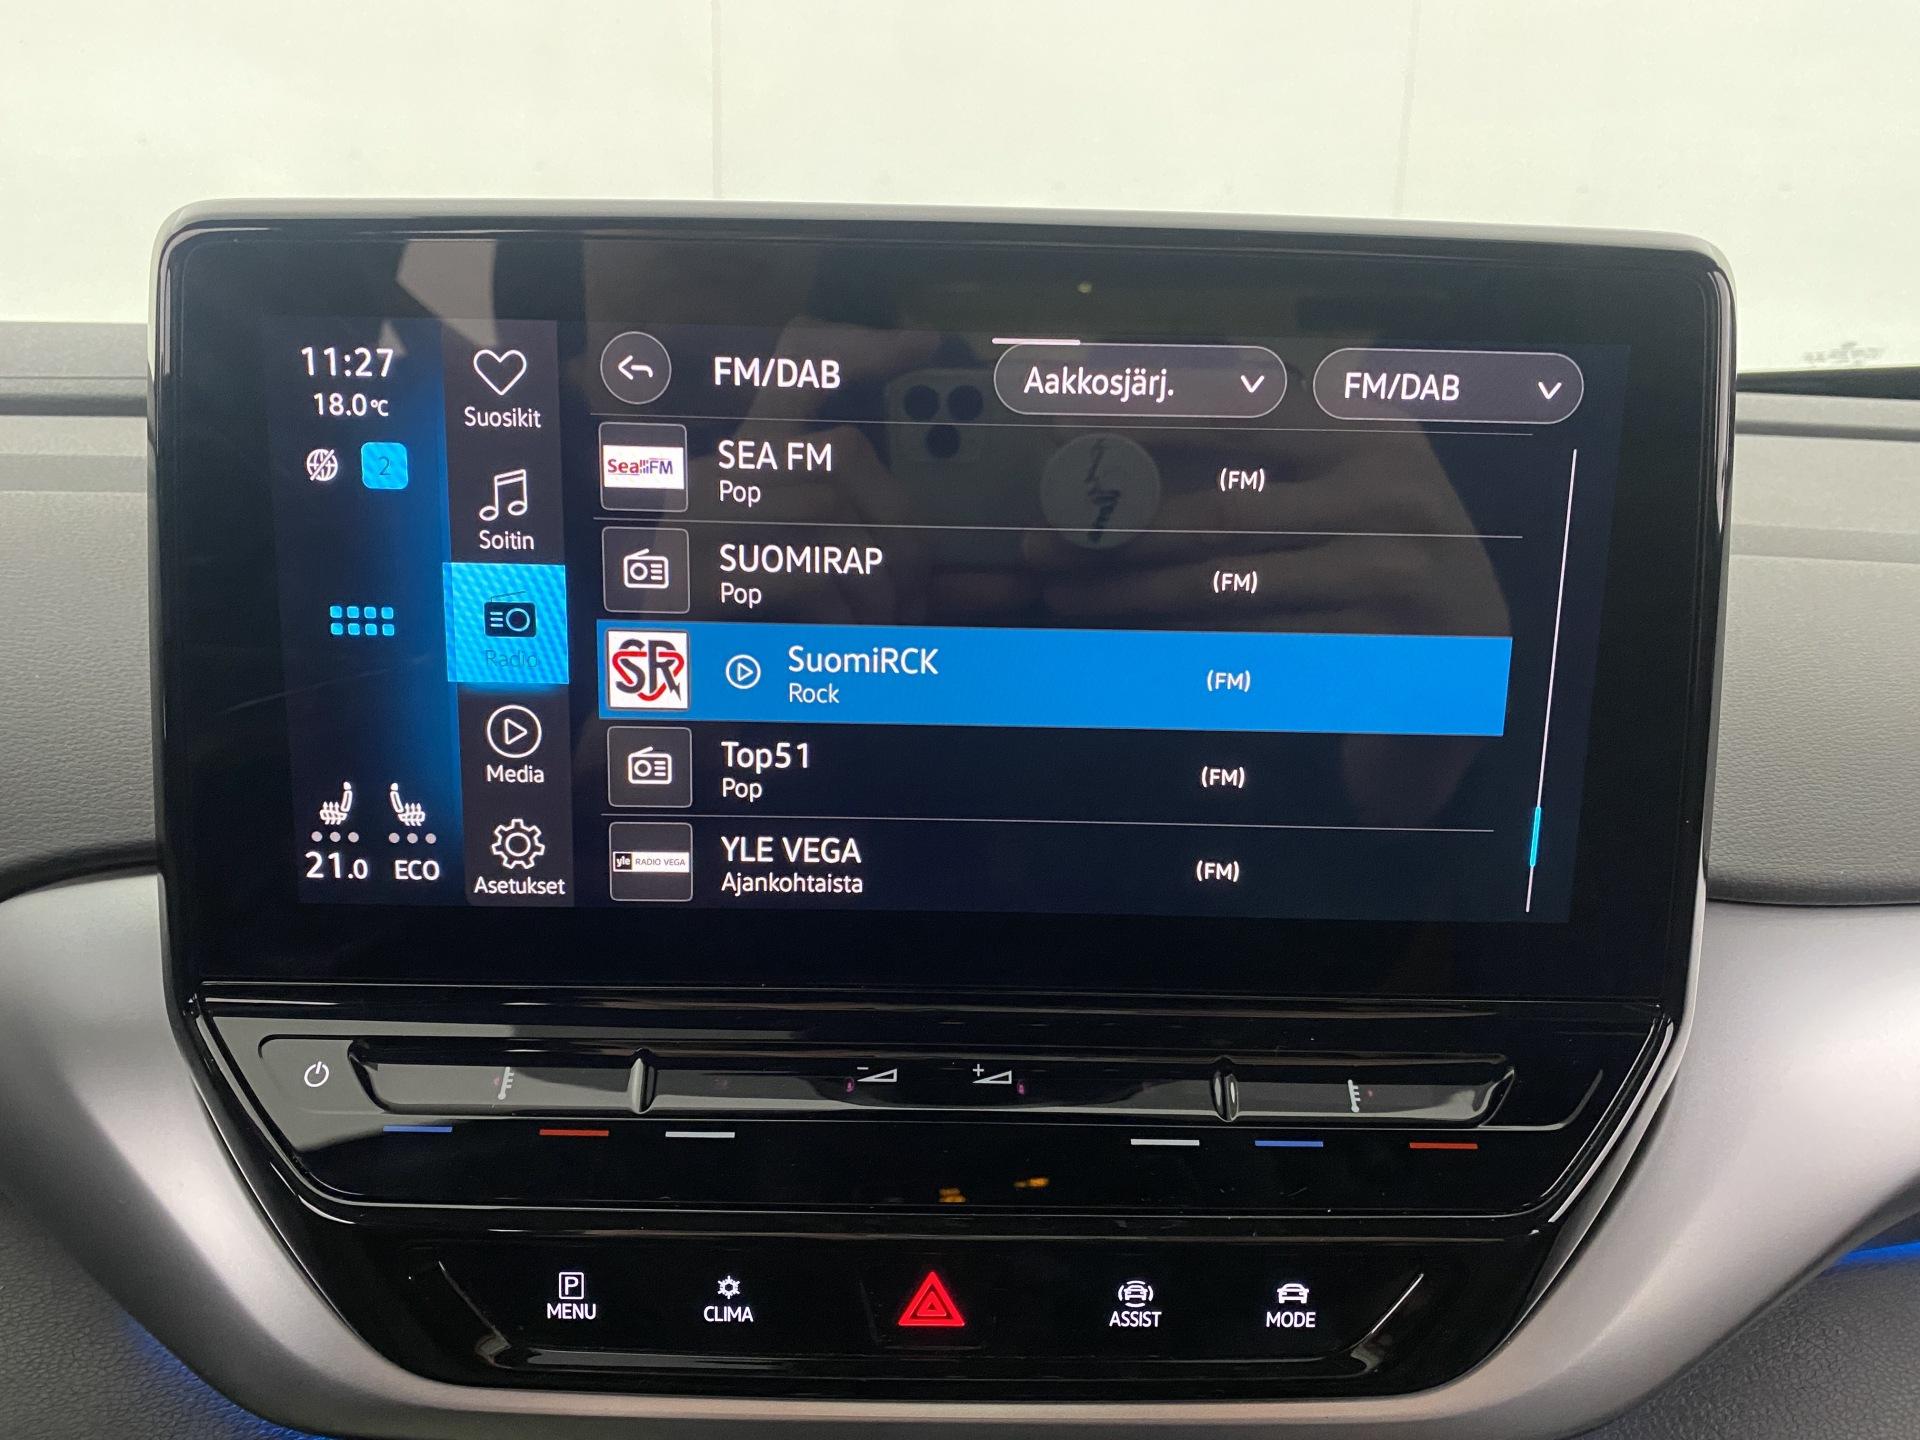 11:27
18.0°C
2
Suosikit
Soitin
Radio
Media
Asetukset
21.0 ECO
FM/DAB
Aakkosjärj.
FM/DAB
Sea FM
SEA FM
Pop
(FM)
SUOMIRAP
Pop
(FM)
SR
SuomiRCK
Rock
(FM)
Top51
Pop
(FM)
yle RADIO VEGA
YLE VEGA
Ajankohtaista
(FM)
- +
P
MENU
CLIMA
ASSIST
MODE